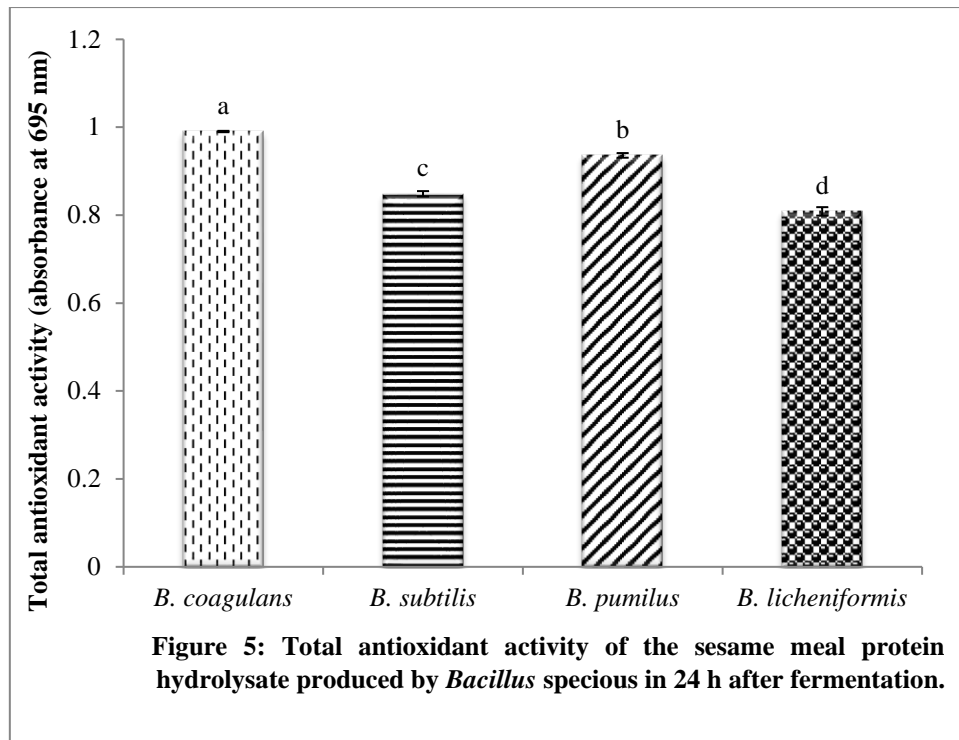 Total antioxidant activity (absorbance at 695 nm)
1.2
1
0.8
0.6
0.4
0.2
0
a
c
b
d
B. coagulans
B. subtilis
B. pumilus
B. licheniformis
Figure 5: Total antioxidant activity of the sesame meal protein
hydrolysate produced by Bacillus specious in 24 h after fermentation.